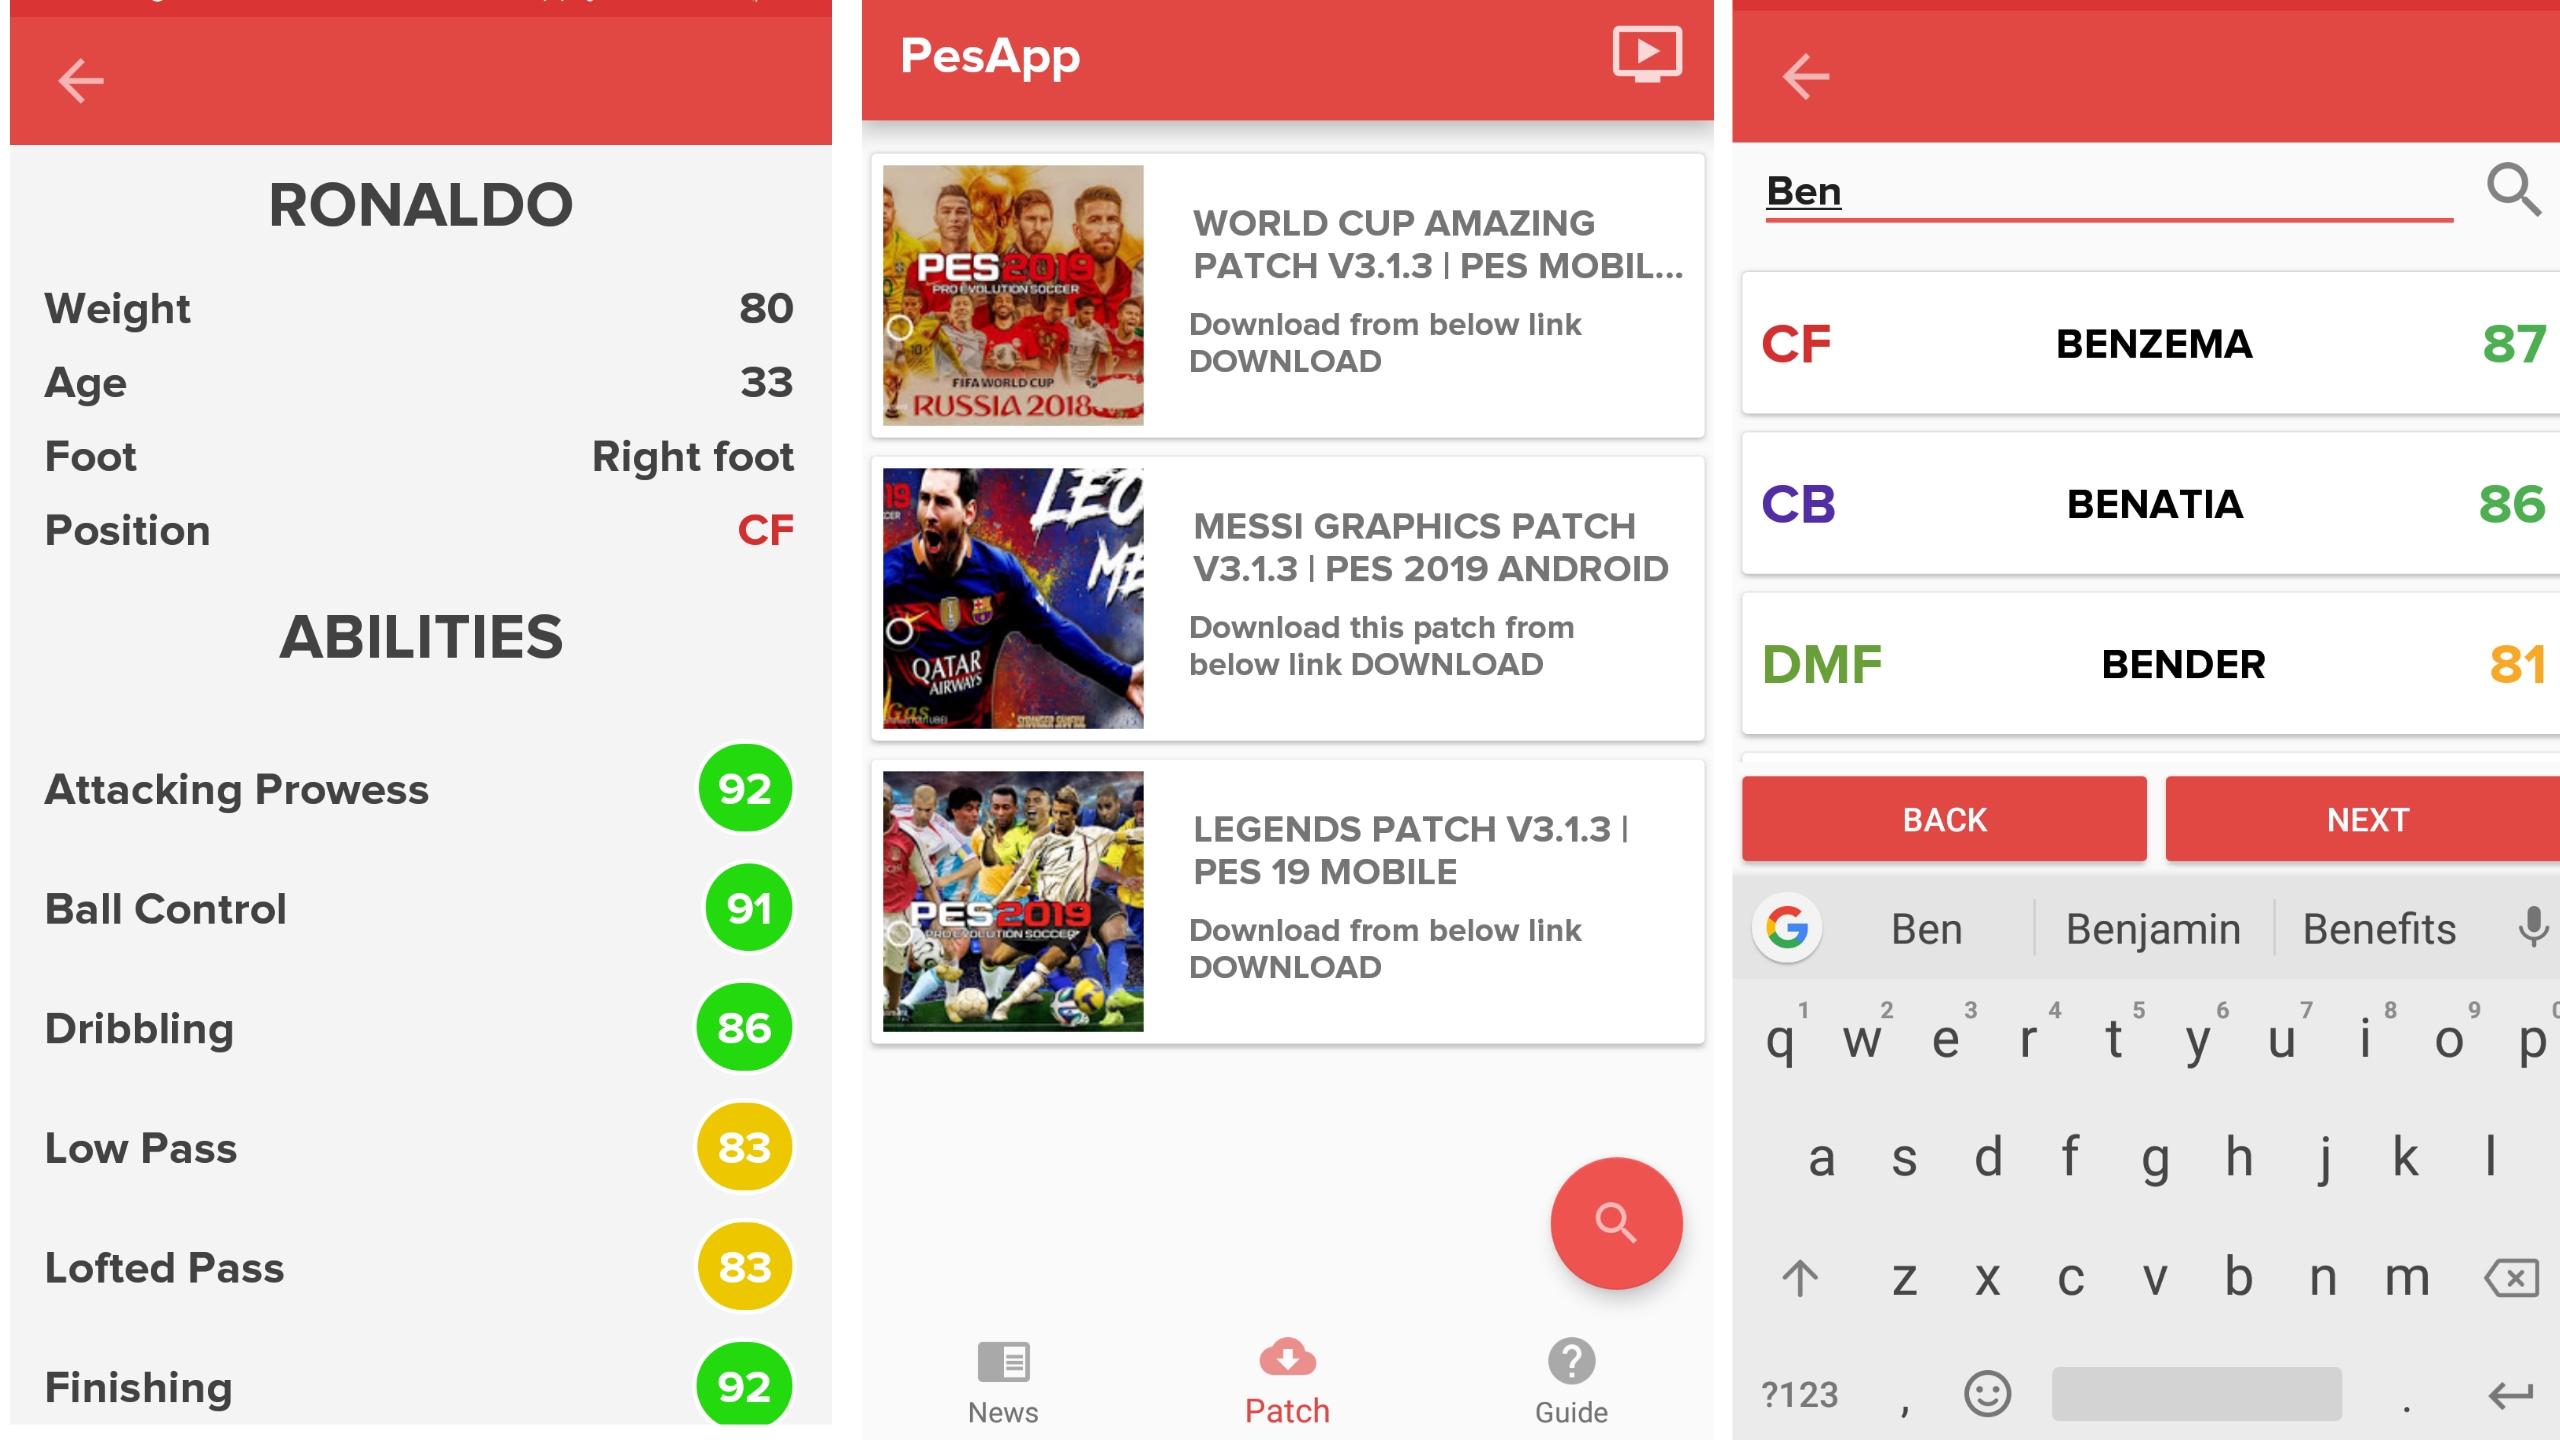 RONALDO
Weight 80
Age 33
Foot Right foot
Position CF
ABILITIES
Attacking Prowess 92
Ball Control 91
Dribbling 86
Low Pass 83
Lofted Pass 83
Finishing 92
PesApp
PES2019
PRO EVOLUTION SOCCER
FIFA WORLD CUP
RUSSIA 2018
WORLD CUP AMAZING
PATCH V3.1.3 | PES MOBIL...
Download from below link
DOWNLOAD
19
LEO
ME
QATAR
AIRWAYS
MESSI GRAPHICS PATCH
V3.1.3 | PES 2019 ANDROID
Download this patch from
below link DOWNLOAD
PES2019
PRO EVOLUTION SOCCER
LEGENDS PATCH V3.1.3 |
PES 19 MOBILE
Download from below link
DOWNLOAD
News Patch Guide
Ben
CF BENZEMA 87
CB BENATIA 86
DMF BENDER 81
BACK NEXT
G Ben Benjamin Benefits
1 2 3 4 5 6 7 8 9 0
q w e r t y u i o p
a s d f g h j k l
z x c v b n m
?123 , .